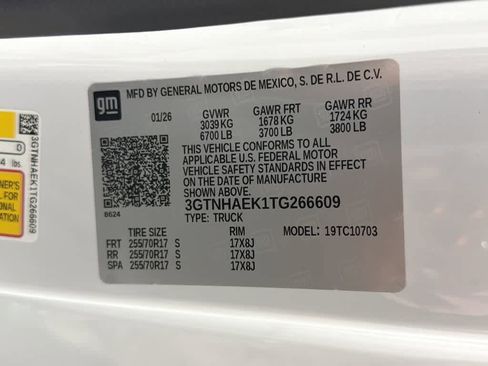 gm
MFD BY GENERAL MOTORS DE MEXICO, S. DE R.L. DE C.V.
01/26 GVWR GAWR FRT GAWR RR
3039 KG 1678 KG 1724 KG
6700 LB 3700 LB 3800 LB
THIS VEHICLE CONFORMS TO ALL
APPLICABLE U.S. FEDERAL MOTOR
VEHICLE SAFETY STANDARDS IN EFFECT
ON THE DATE OF MANUFACTURE
SHOWN ABOVE.
B624
3GTNHAEK1TG266609
TYPE: TRUCK
TIRE SIZE RIM MODEL: 19TC10703
FRT 255/70R17 S 17X8J
RR 255/70R17 S 17X8J
SPA 255/70R17 S 17X8J
3GTNHAEK1TG266609
lbs.